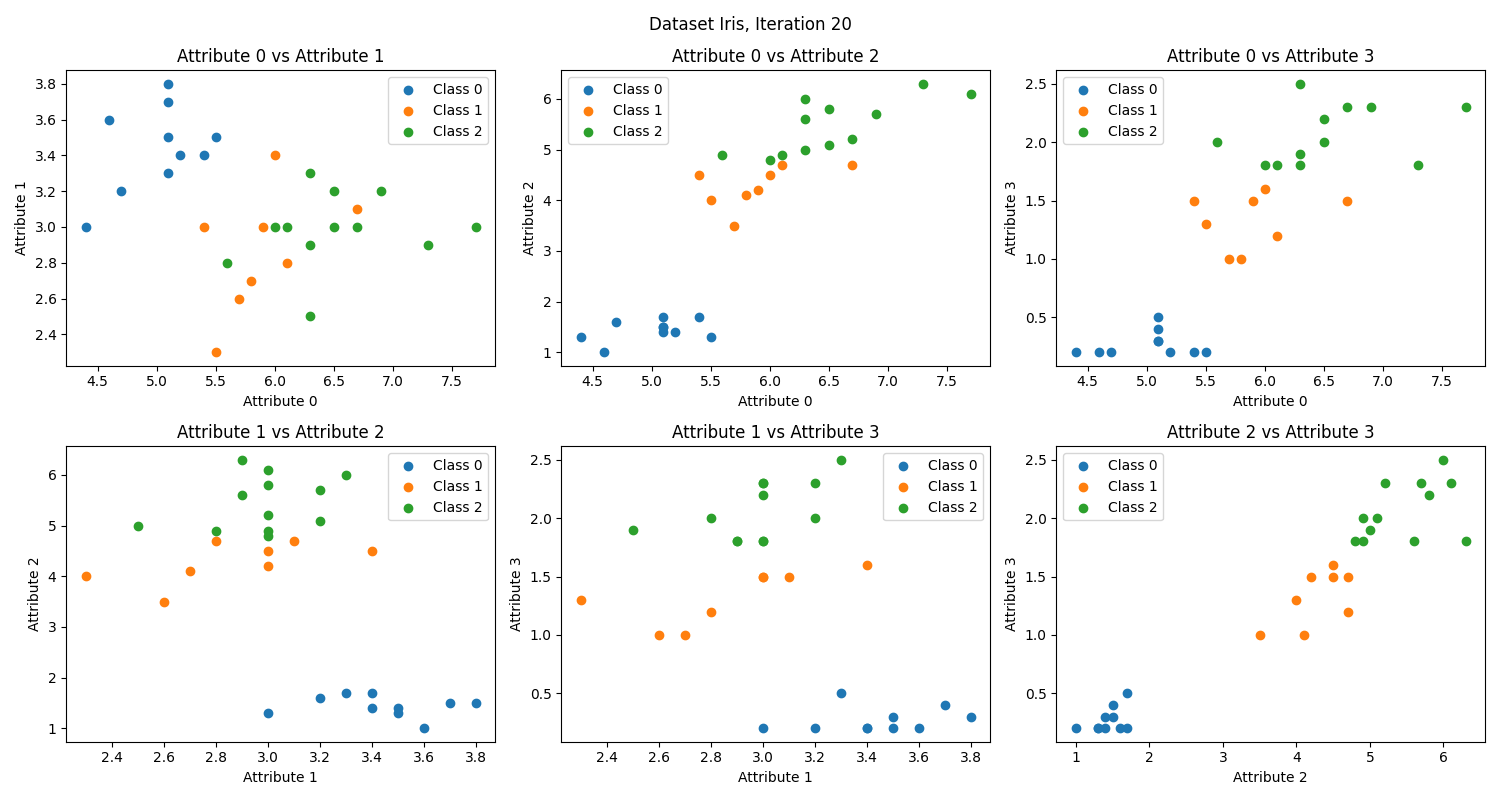 Dataset Iris, Iteration 20
Attribute 0 vs Attribute 1
Attribute 1
3.8
3.6
3.4
3.2
3.0
2.8
2.6
2.4
Class 0
Class 1
Class 2
4.5 5.0 5.5 6.0 6.5 7.0 7.5
Attribute 0
Attribute 0 vs Attribute 2
Attribute 2
6
5
4
3
2
1
Class 0
Class 1
Class 2
4.5 5.0 5.5 6.0 6.5 7.0 7.5
Attribute 0
Attribute 0 vs Attribute 3
Attribute 3
2.5
2.0
1.5
1.0
0.5
Class 0
Class 1
Class 2
4.5 5.0 5.5 6.0 6.5 7.0 7.5
Attribute 0
Attribute 1 vs Attribute 2
Attribute 2
6
5
4
3
2
1
Class 0
Class 1
Class 2
2.4 2.6 2.8 3.0 3.2 3.4 3.6 3.8
Attribute 1
Attribute 1 vs Attribute 3
Attribute 3
2.5
2.0
1.5
1.0
0.5
Class 0
Class 1
Class 2
2.4 2.6 2.8 3.0 3.2 3.4 3.6 3.8
Attribute 1
Attribute 2 vs Attribute 3
Attribute 3
2.5
2.0
1.5
1.0
0.5
Class 0
Class 1
Class 2
1 2 3 4 5 6
Attribute 2